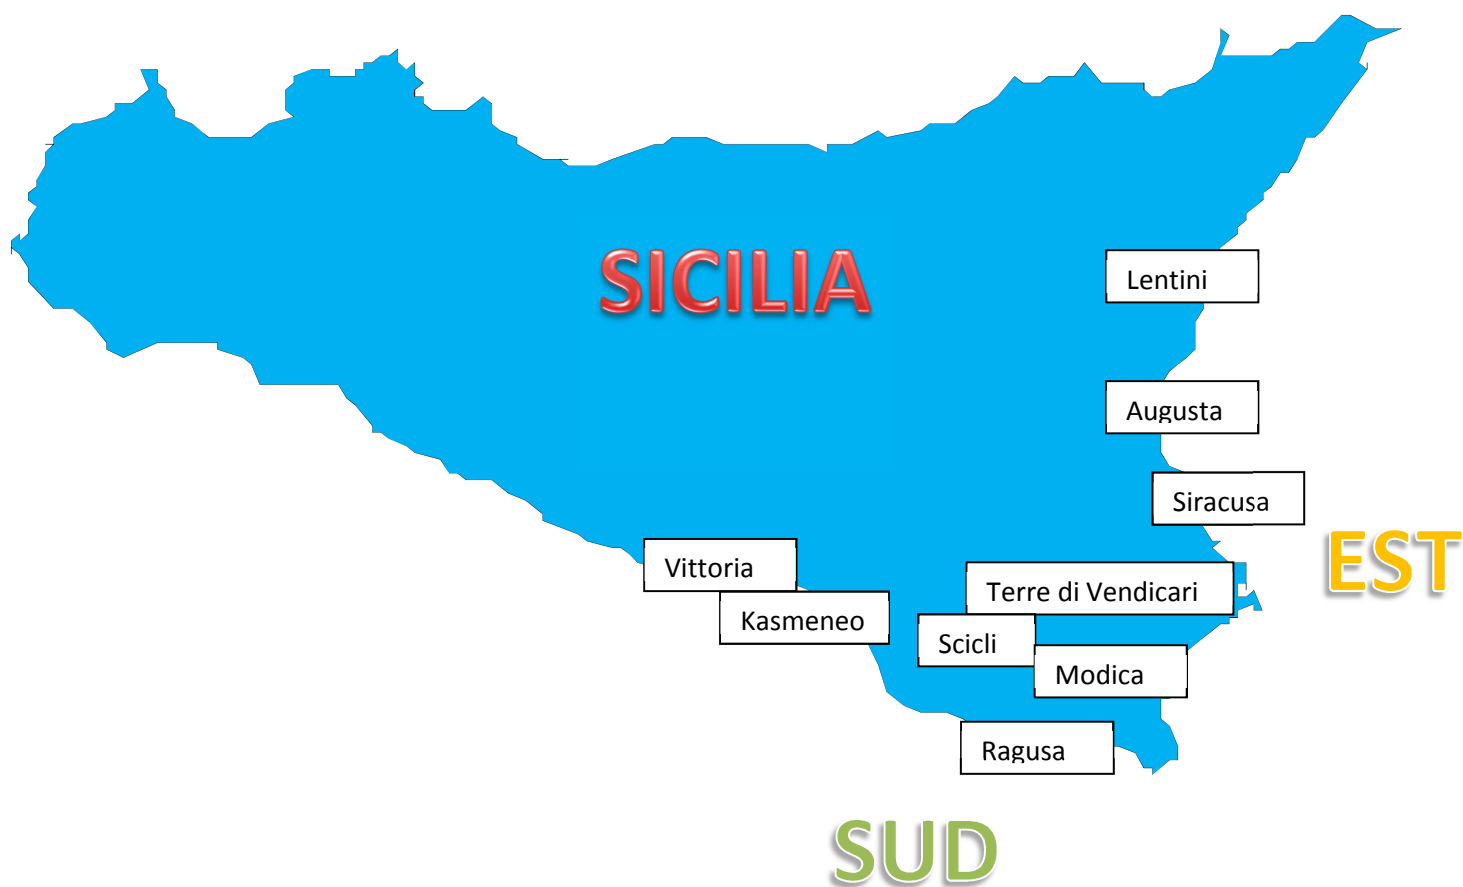 SICILIA
Lentini
Augusta
Siracusa
EST
Vittoria
Terre di Vendicari
Kasmeneo
Scicli
Modica
Ragusa
SUD